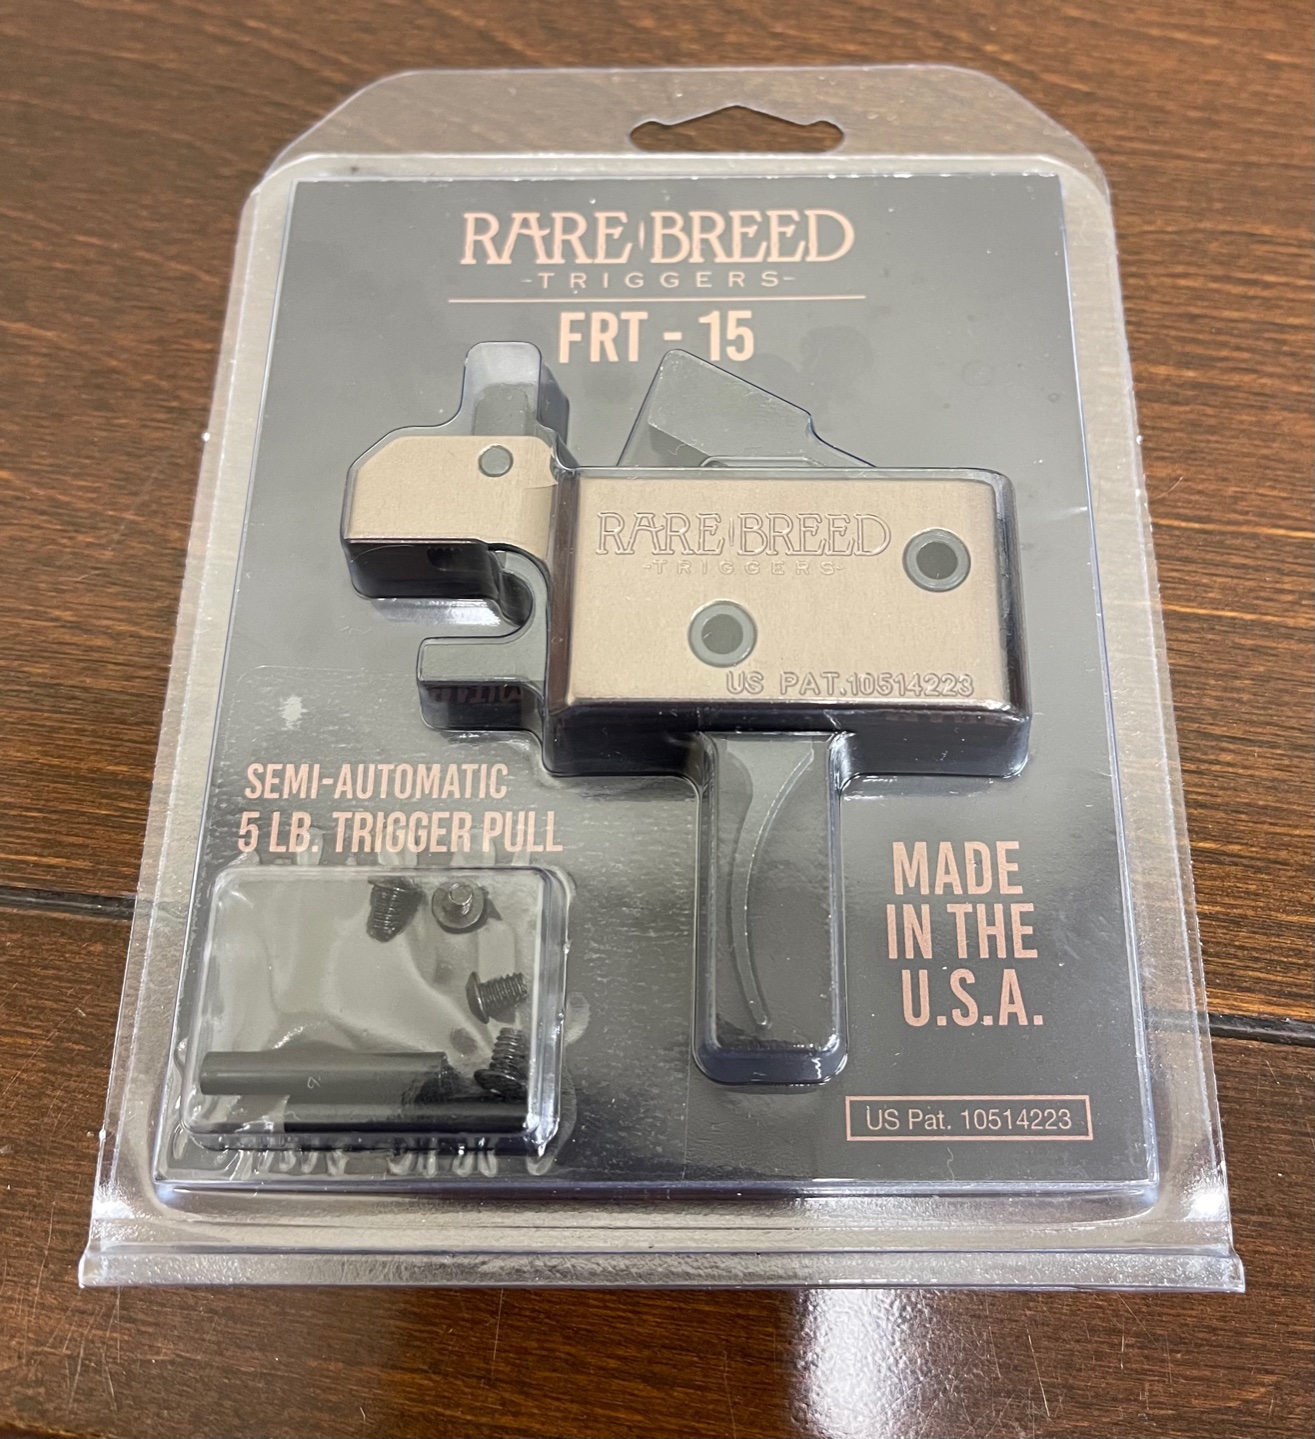 RARE BREED
-TRIGGERS-
FRT - 15
RARE BREED
-TRIGGERS-
US PAT.10514223
SEMI-AUTOMATIC
5 LB. TRIGGER PULL
MADE
IN THE
U.S.A.
US Pat. 10514223